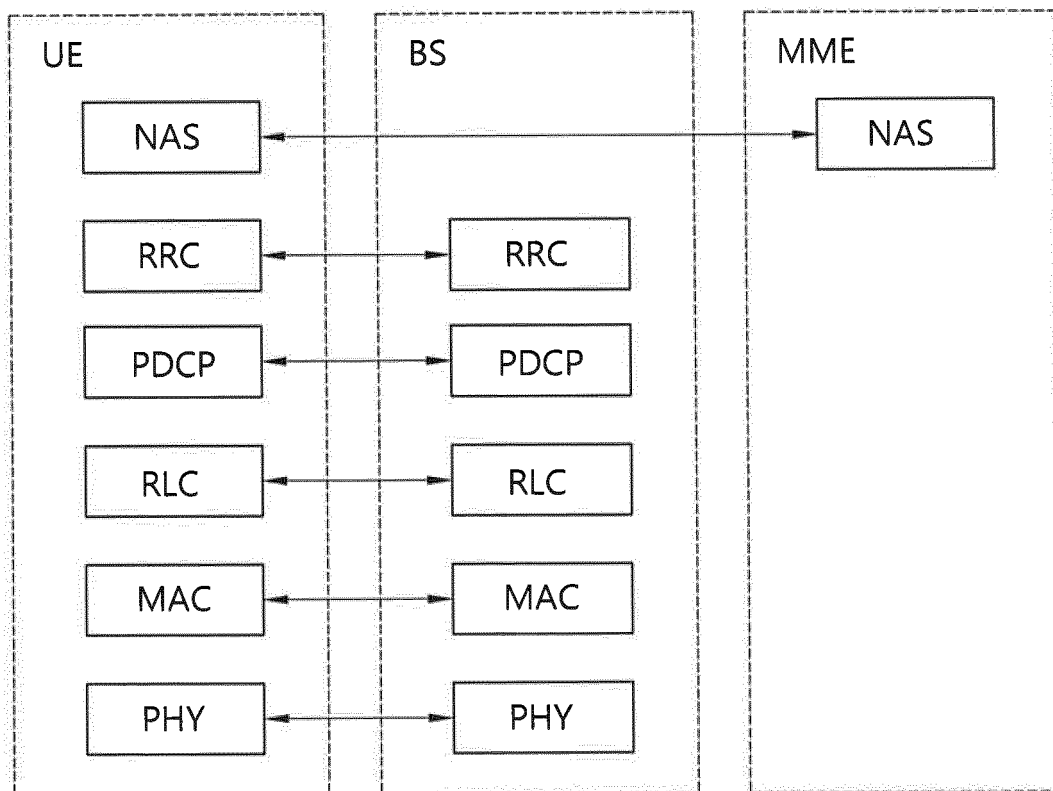 UE
BS
MME
NAS
NAS
RRC
RRC
PDCP
PDCP
RLC
RLC
MAC
MAC
PHY
PHY